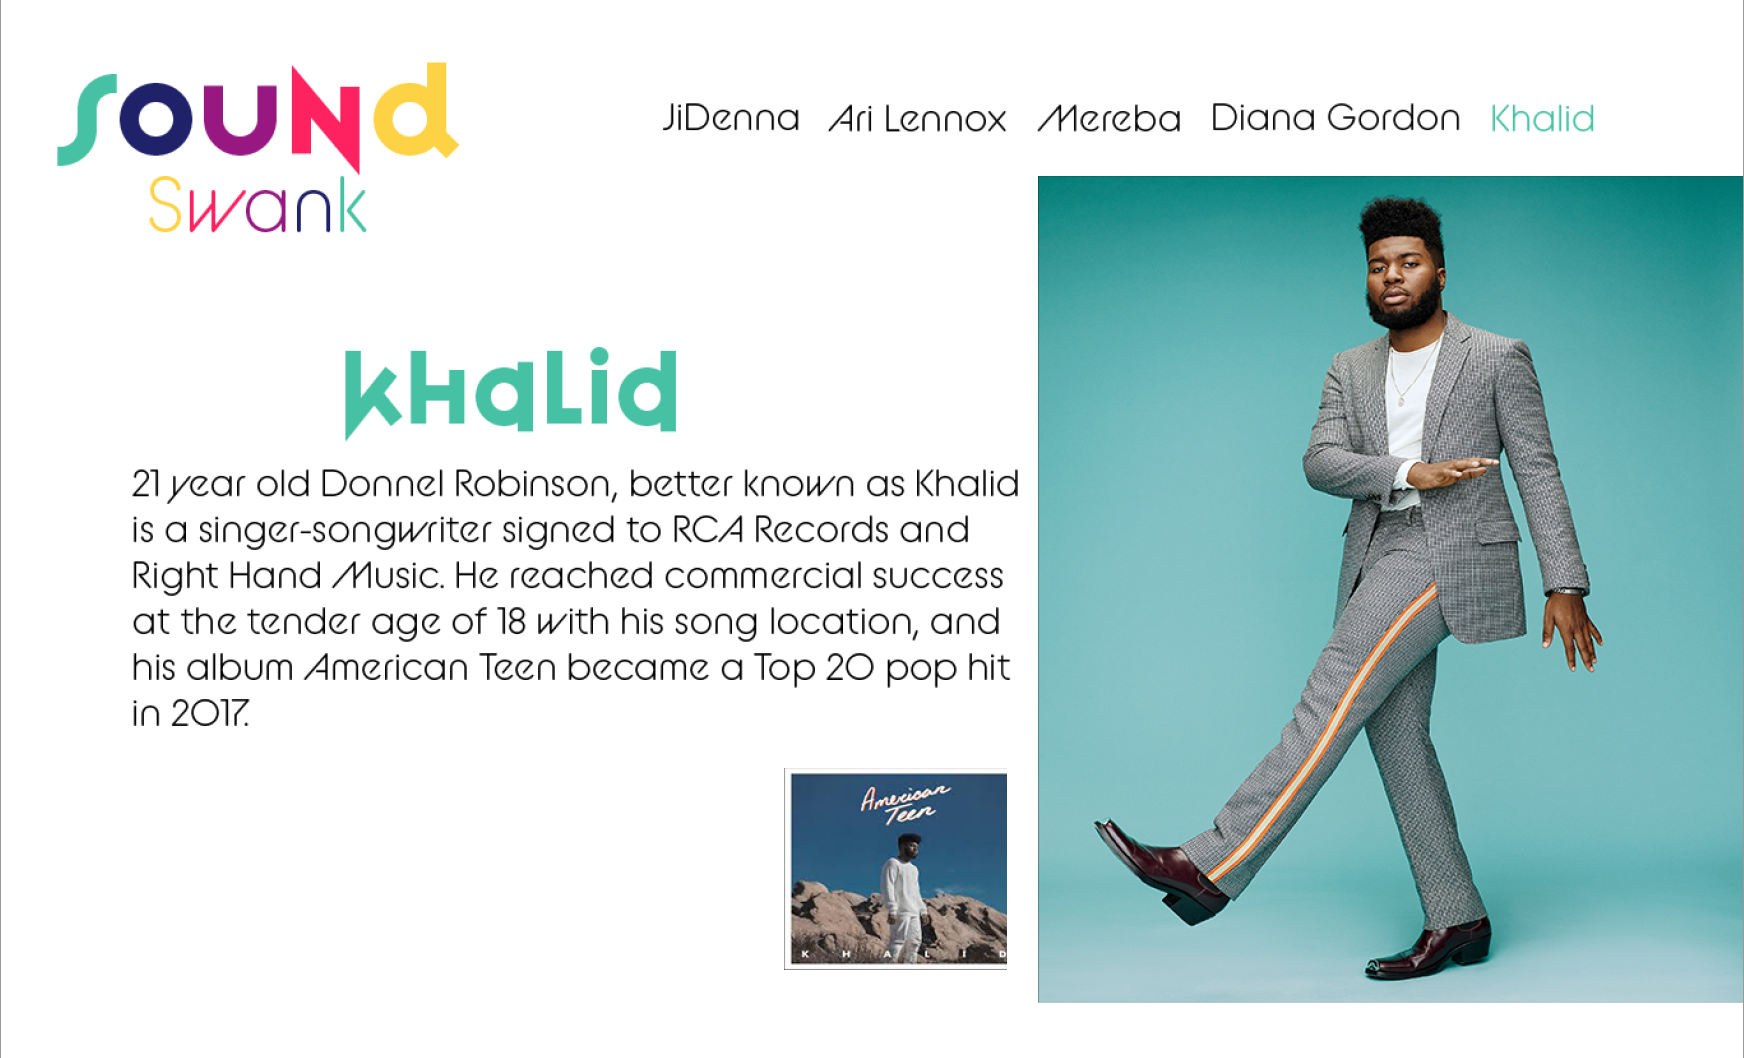 sound
Swank
JiDenna Ari Lennox Mereba Diana Gordon Khalid
kHaLid
21 year old Donnel Robinson, better known as Khalid
is a singer-songwriter signed to RCA Records and
Right Hand Music. He reached commercial success
at the tender age of 18 with his song location, and
his album American Teen became a Top 20 pop hit
in 2017.
American
Teen
K H A L I D